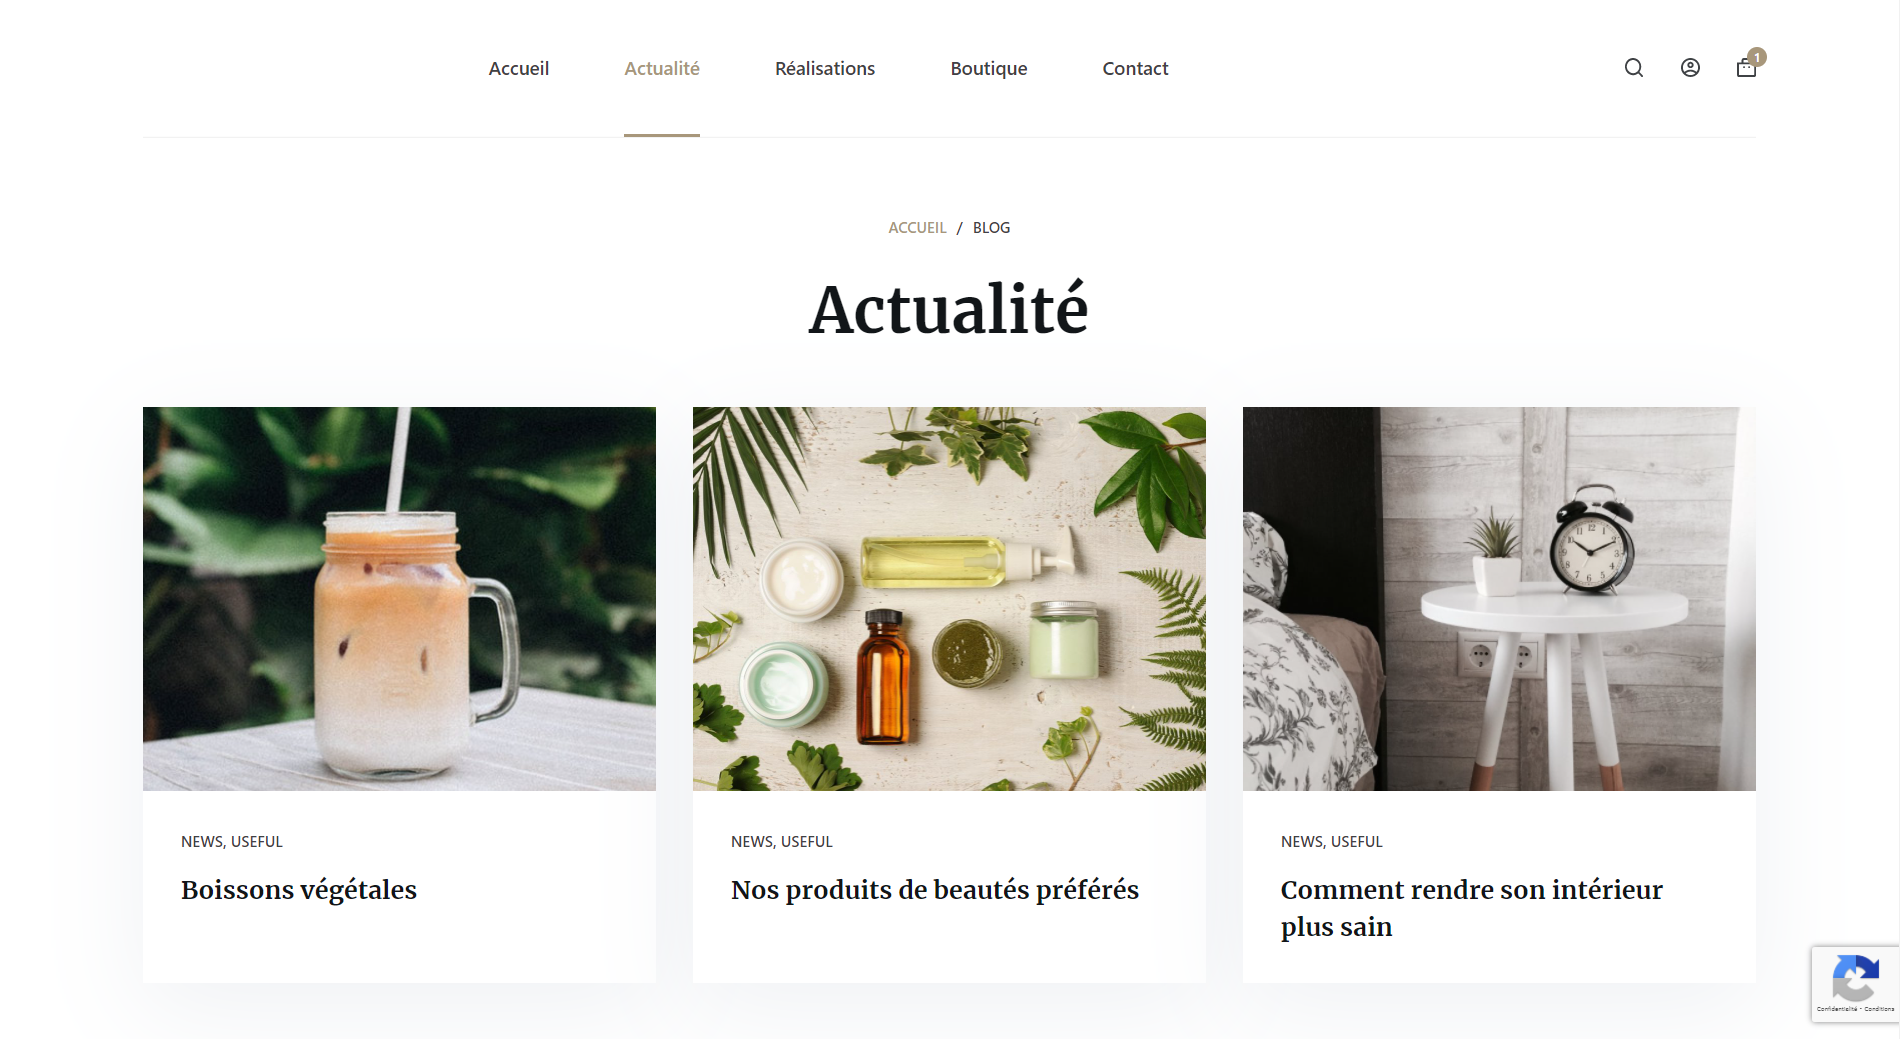 Accueil Actualité Réalisations Boutique Contact 1
ACCUEIL / BLOG
Actualité
NEWS, USEFUL
Boissons végétales
NEWS, USEFUL
Nos produits de beautés préférés
NEWS, USEFUL
Comment rendre son intérieur
plus sain
Confidentialité - Conditions